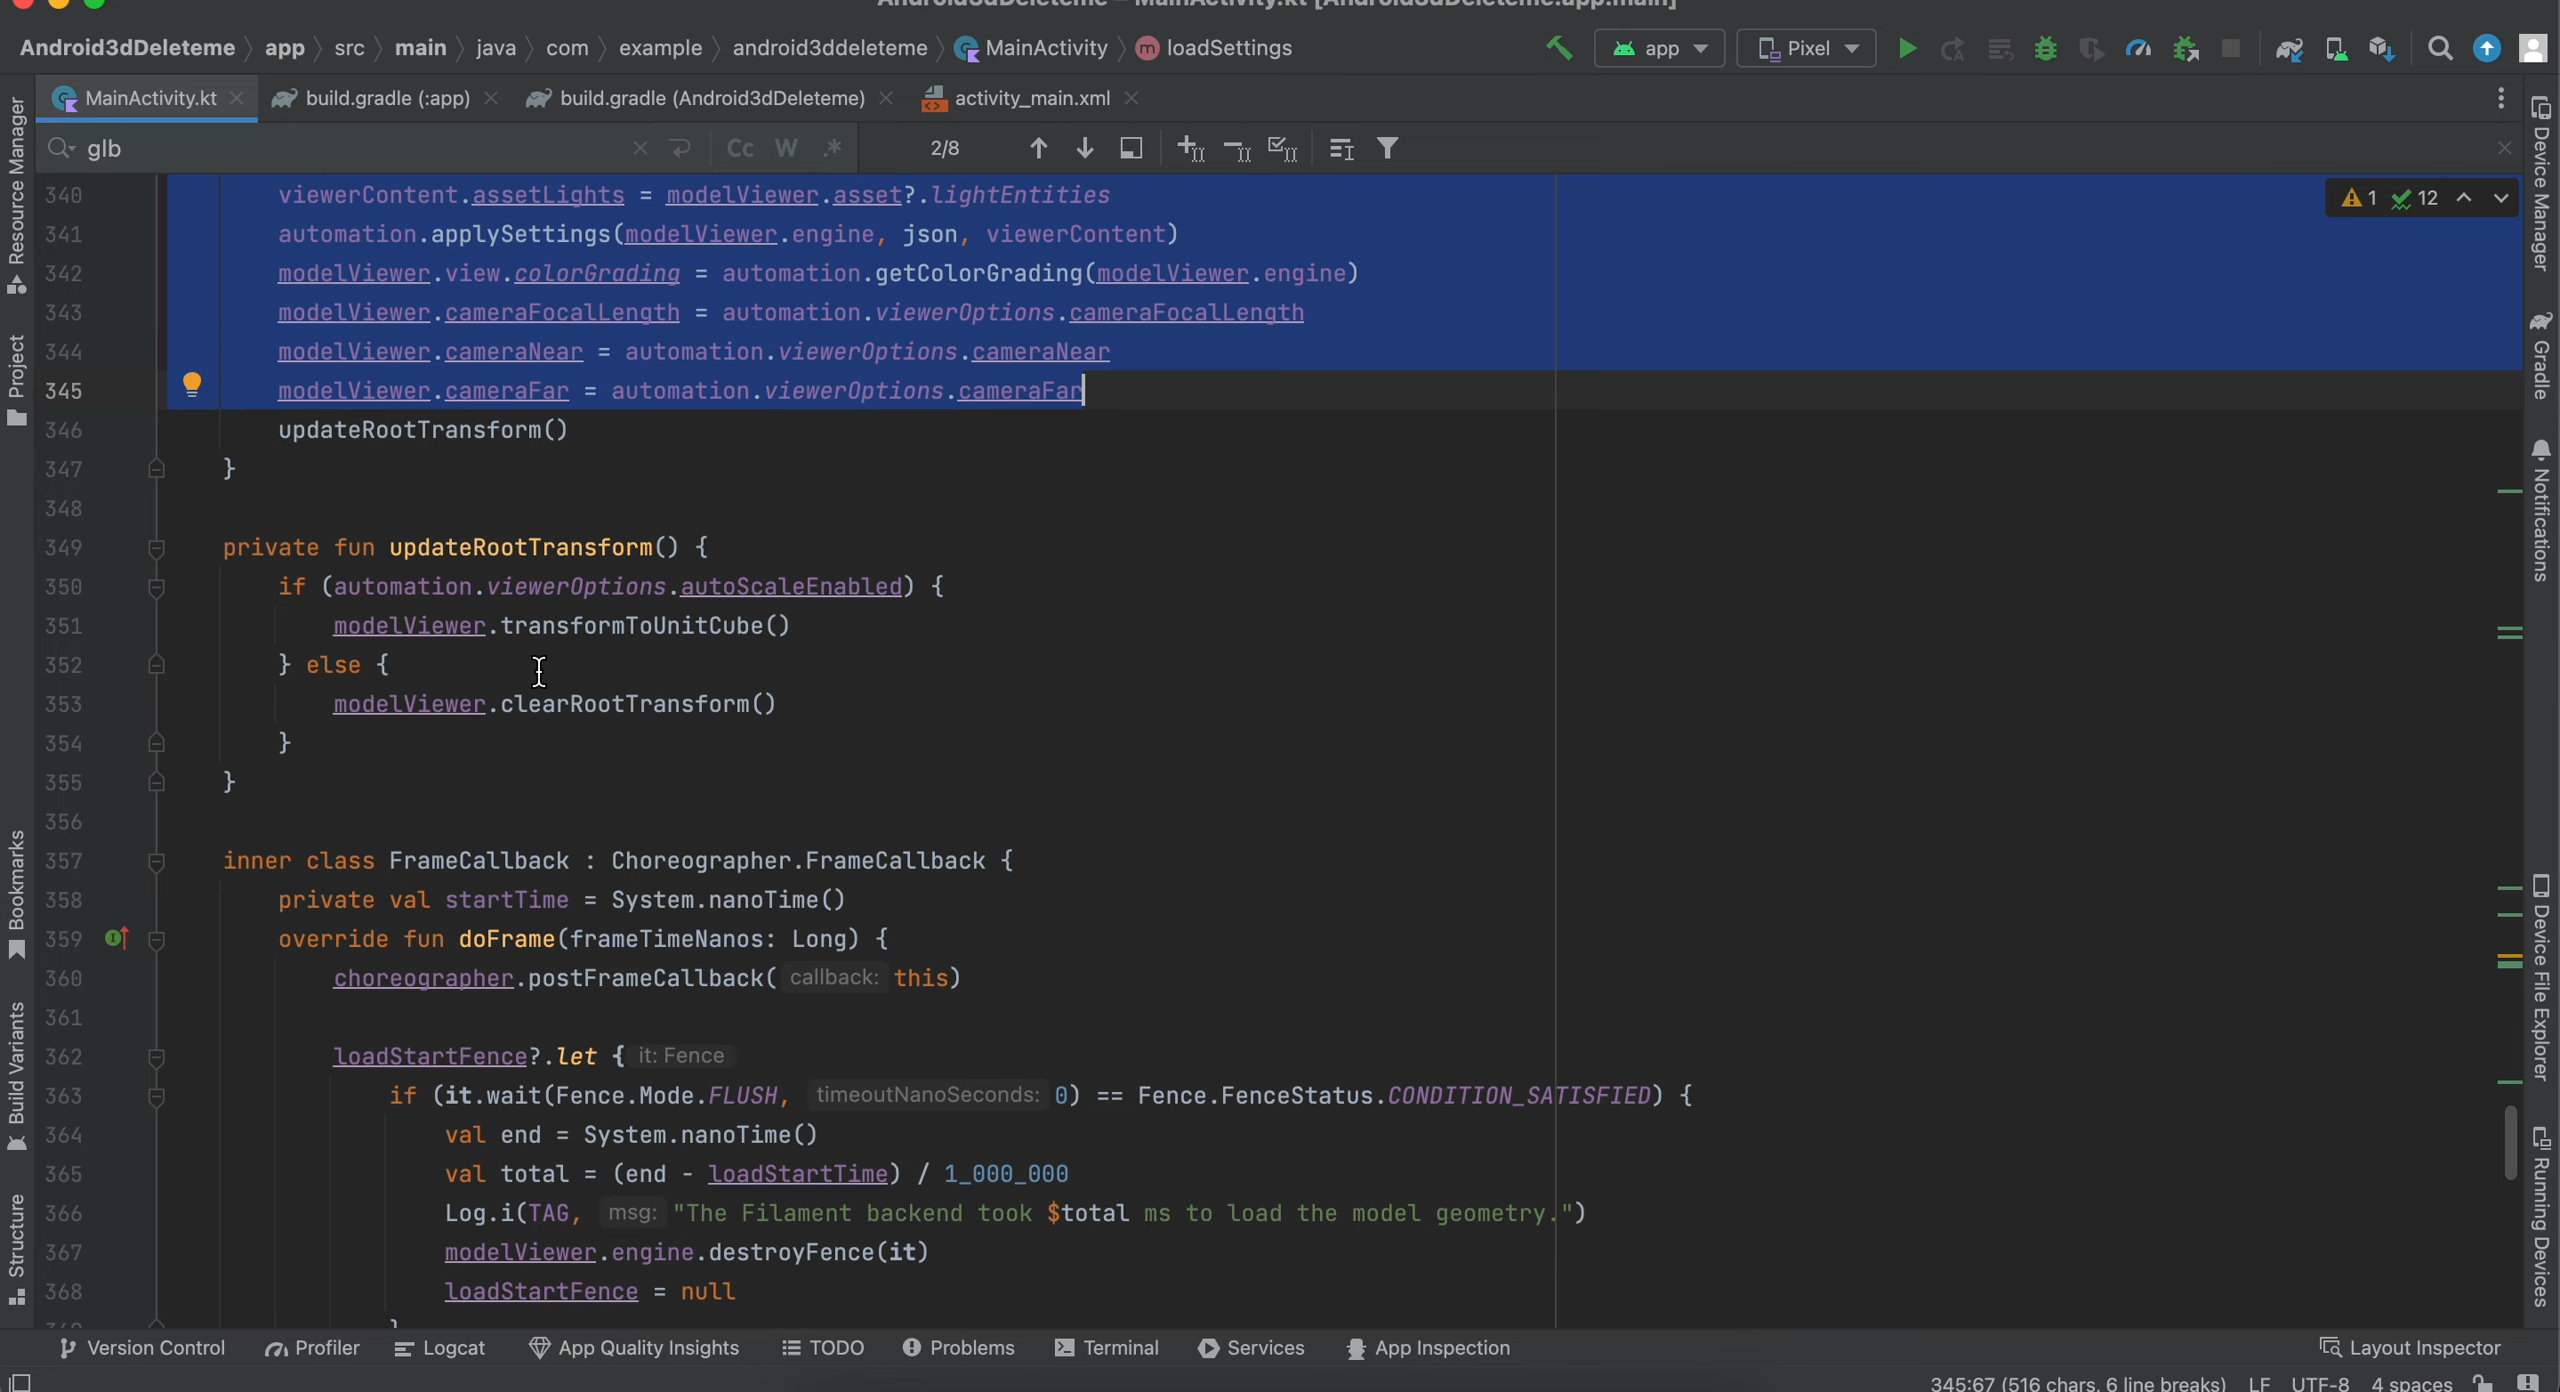 Android3dDeleteme app src main java com example android3ddeleteme MainActivity loadSettings app Pixel
MainActivity.kt build.gradle (:app) build.gradle (Android3dDeleteme) activity_main.xml
glb Cc W .* 2/8
340 viewerContent.assetLights = modelViewer.asset?.lightEntities
1 12
341 automation.applySettings(modelViewer.engine, json, viewerContent)
342 modelViewer.view.colorGrading = automation.getColorGrading(modelViewer.engine)
343 modelViewer.cameraFocalLength = automation.viewerOptions.cameraFocalLength
344 modelViewer.cameraNear = automation.viewerOptions.cameraNear
345 modelViewer.cameraFar = automation.viewerOptions.cameraFar
346 updateRootTransform()
347 }
348
349 private fun updateRootTransform() {
350 if (automation.viewerOptions.autoScaleEnabled) {
351 modelViewer.transformToUnitCube()
352 } else {
353 modelViewer.clearRootTransform()
354 }
355 }
356
357 inner class FrameCallback : Choreographer.FrameCallback {
358 private val startTime = System.nanoTime()
359 override fun doFrame(frameTimeNanos: Long) {
360 choreographer.postFrameCallback( callback: this)
361
362 loadStartFence?.let { it: Fence
363 if (it.wait(Fence.Mode.FLUSH, timeoutNanoSeconds: 0) == Fence.FenceStatus.CONDITION_SATISFIED) {
364 val end = System.nanoTime()
365 val total = (end - loadStartTime) / 1_000_000
366 Log.i(TAG, msg: "The Filament backend took $total ms to load the model geometry.")
367 modelViewer.engine.destroyFence(it)
368 loadStartFence = null
Resource Manager
Project
Bookmarks
Build Variants
Structure
Device Manager
Gradle
Notifications
Device File Explorer
Running Devices
Version Control Profiler Logcat App Quality Insights TODO Problems Terminal Services App Inspection Layout Inspector
345:67 (516 chars, 6 line breaks) LF UTF-8 4 spaces